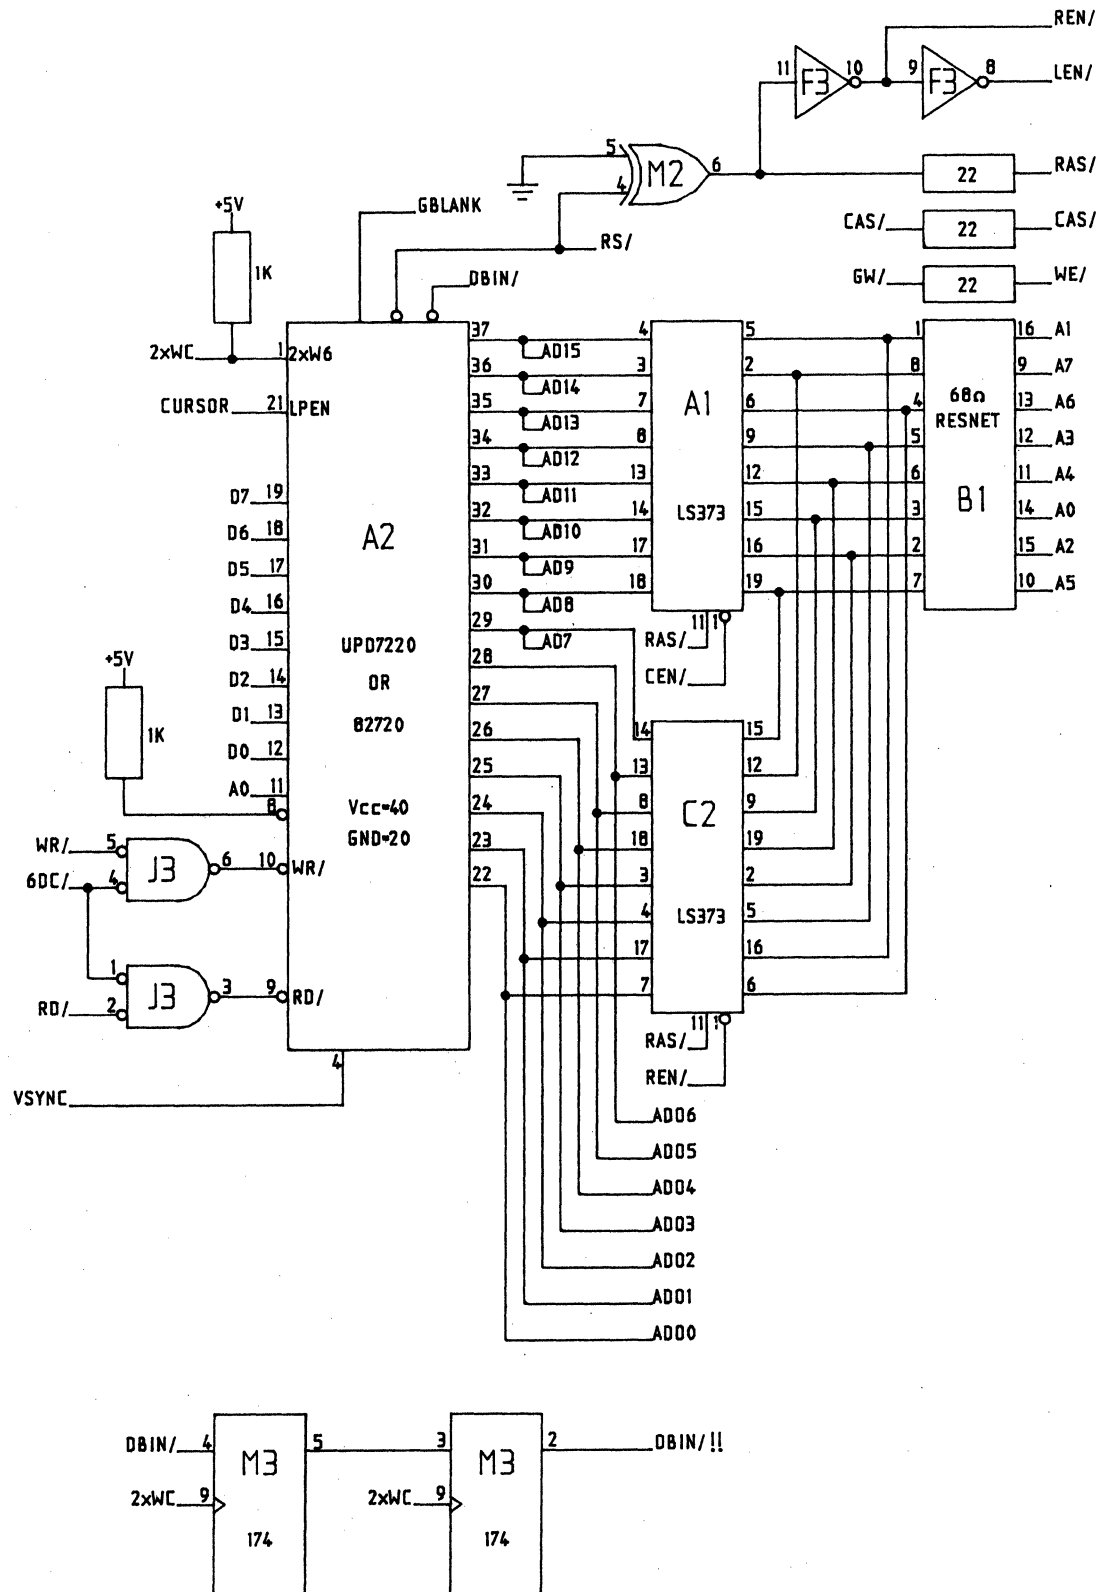 REN/
11 F3 10 9 F3 8 LEN/
5 M2 6
4
22 RAS/
+5V
GBLANK
CAS/ 22 CAS/
RS/
1K
DBIN/
GW/ 22 WE/
2xWC 1 2xW6
CURSOR 21 LPEN
D7 19
D6 18
D5 17
D4 16
D3 15
D2 14
D1 13
D0 12
A0 11
8
A2
UPD7220
OR
82720
Vcc=40
GND=20
+5V
1K
WR/ 5 J3 6 10 WR/
6DC/ 4
1 J3 3 9 RD/
RD/ 2
4
VSYNC
37 AD15 4
36 AD14 3
35 AD13 7
34 AD12 8
33 AD11 13
32 AD10 14
31 AD9 17
30 AD8 18
29 AD7
28
27
26
25
24
23
22
A1
LS373
5 1
2 8
6 4
9 5
12 6
15 3
16 2
19 7
68Ω
RESNET
B1
16 A1
9 A7
13 A6
12 A3
11 A4
14 A0
15 A2
10 A5
11 1
RAS/
CEN/
14 15
13 12
8 C2 9
18 19
3 2
4 LS373 5
17 16
7 6
11 1
RAS/
REN/
AD06
AD05
AD04
AD03
AD02
AD01
AD00
DBIN/ 4 M3 5 3 M3 2 DBIN/!!
2xWC 9 2xWC 9
174 174